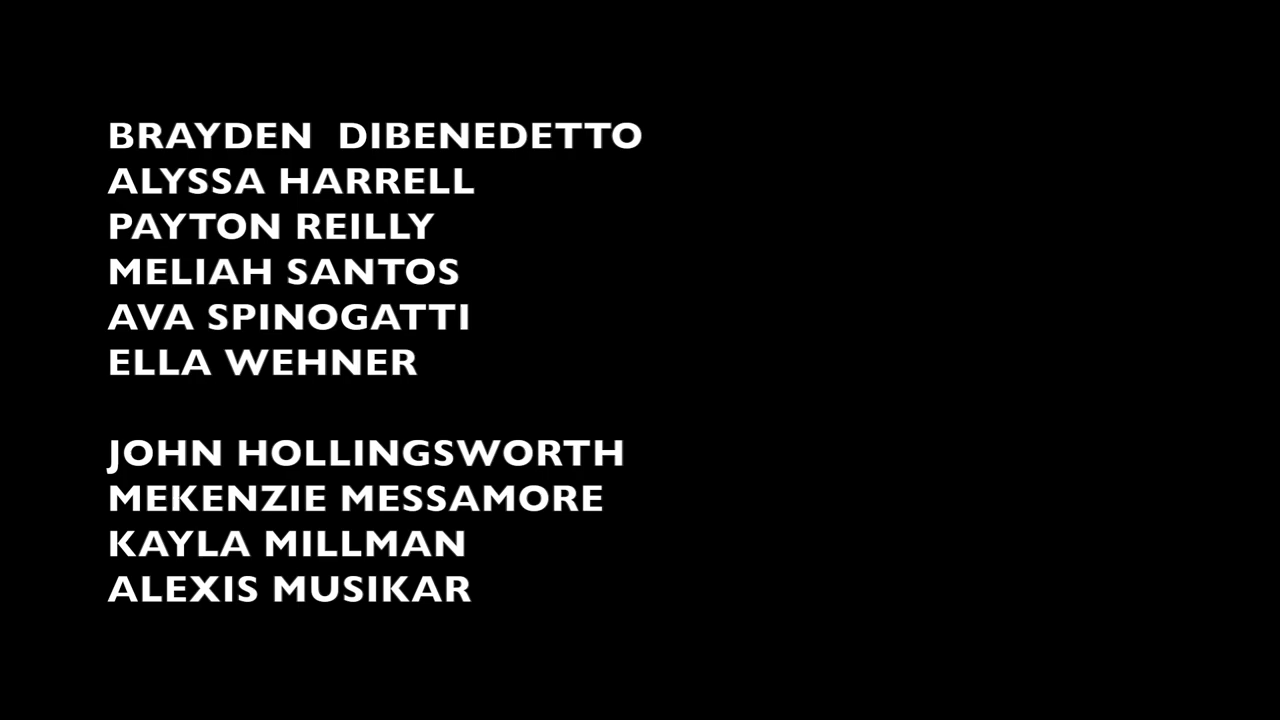 BRAYDEN  DIBENEDETTO
ALYSSA HARRELL
PAYTON REILLY
MELIAH SANTOS
AVA SPINOGATTI
ELLA WEHNER
JOHN HOLLINGSWORTH
MEKENZIE MESSAMORE
KAYLA MILLMAN
ALEXIS MUSIKAR